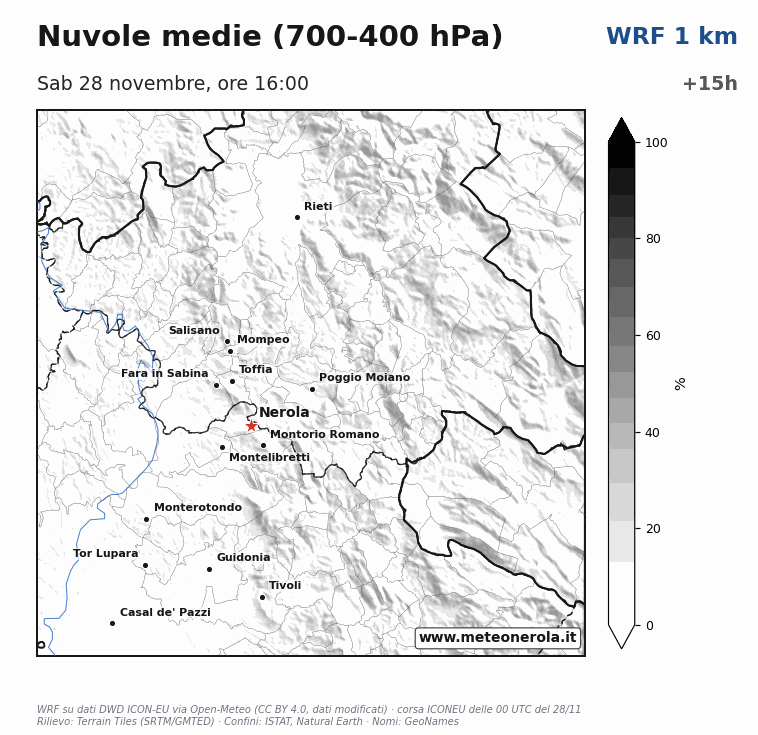 Nuvole medie (700-400 hPa)
WRF 1 km
Sab 28 novembre, ore 16:00
+15h
100
80
60
40
20
0
%
Rieti
Salisano
Mompeo
Toffia
Fara in Sabina
Poggio Moiano
Nerola
Montorio Romano
Montelibretti
Monterotondo
Tor Lupara
Guidonia
Tivoli
Casal de' Pazzi
www.meteonerola.it
WRF su dati DWD ICON-EU via Open-Meteo (CC BY 4.0, dati modificati) · corsa ICONEU delle 00 UTC del 28/11
Rilievo: Terrain Tiles (SRTM/GMTED) · Confini: ISTAT, Natural Earth · Nomi: GeoNames